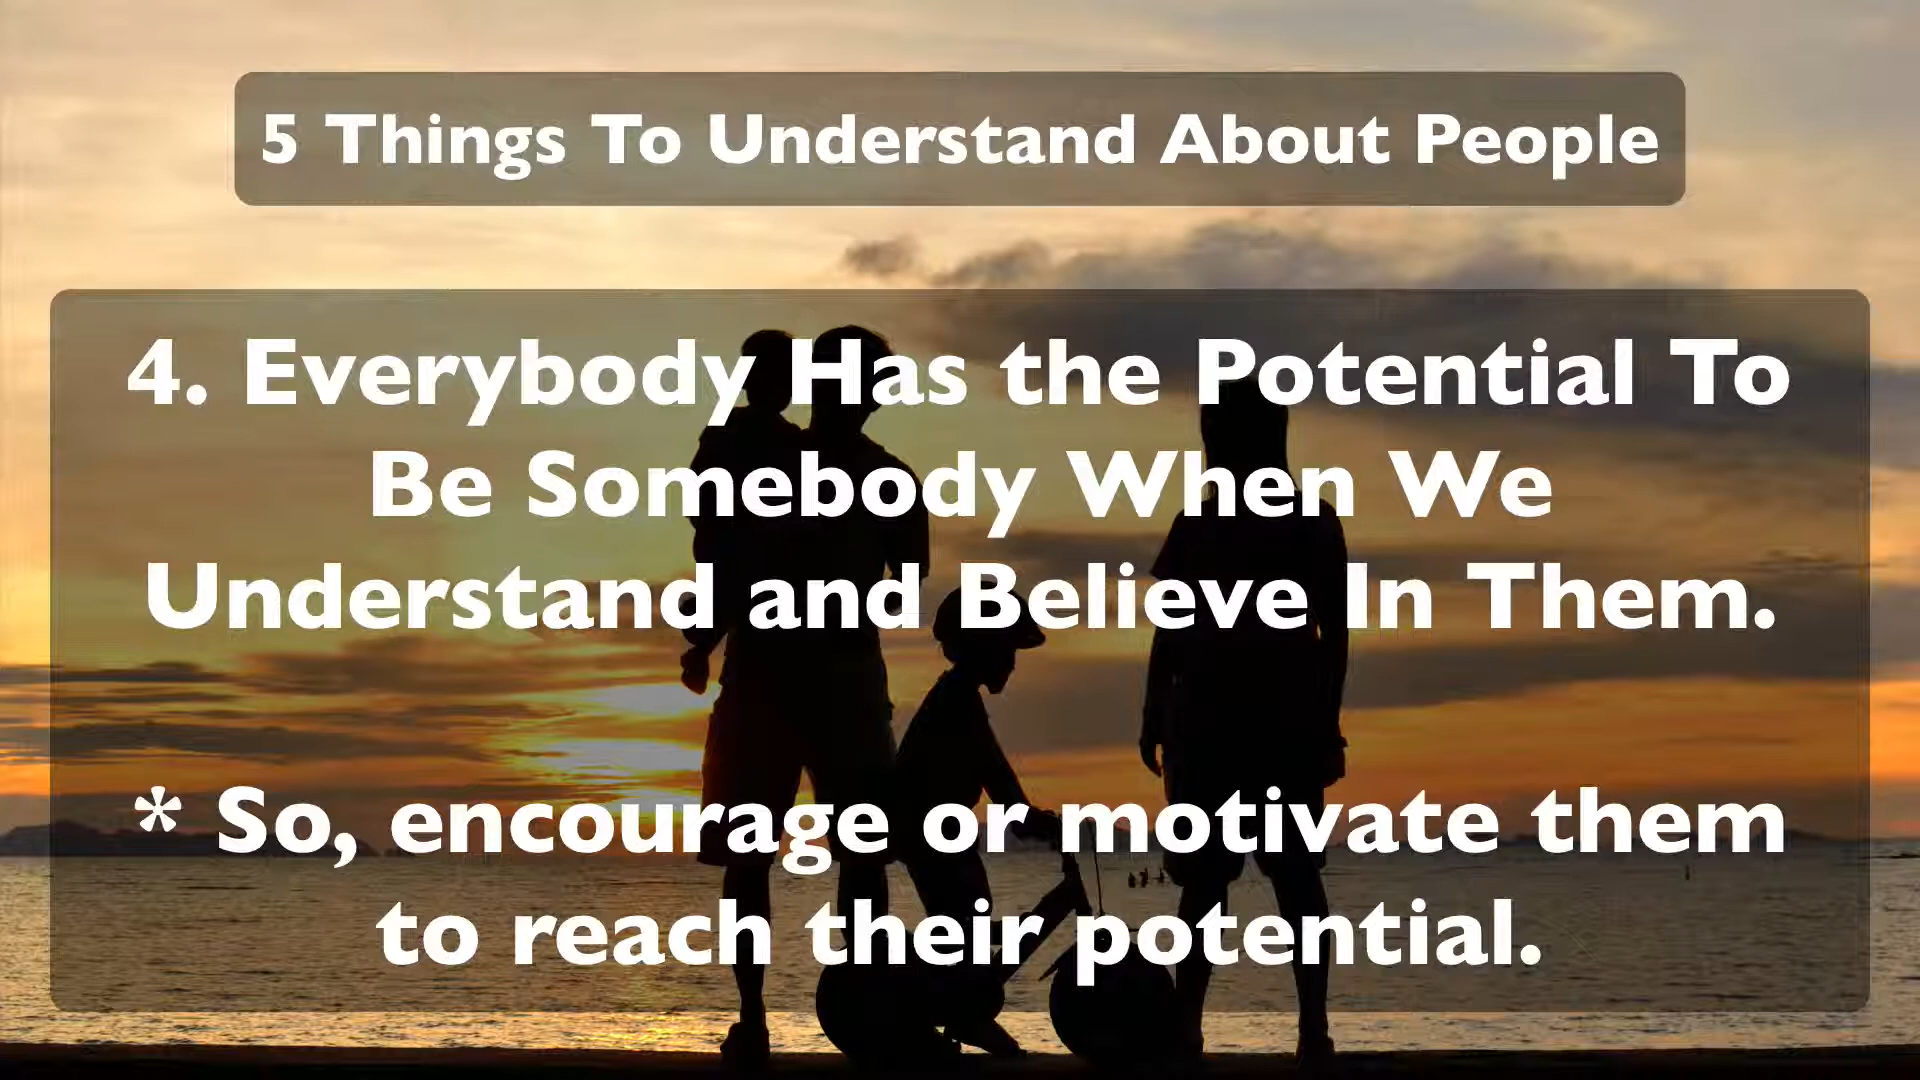 5 Things To Understand About People
4. Everybody Has the Potential To
Be Somebody When We
Understand and Believe In Them.
* So, encourage or motivate them
to reach their potential.